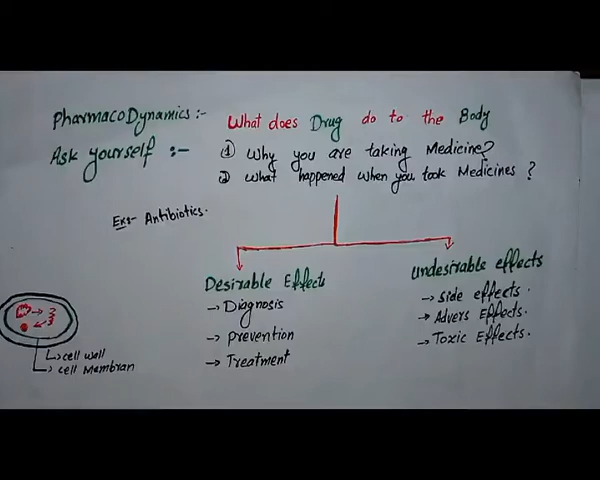 PharmacoDynamics :- What does Drug do to the Body
Ask yourself :- ① Why you are taking Medicine?
② What happened when you took Medicines ?
Ex:- Antibiotics.
Desirable Effects
→ Diagnosis
→ prevention
→ Treatment
Undesirable effects
→ side effects.
→ Advers Effects.
→ Toxic Effects.
→ cell wall
→ cell Membran